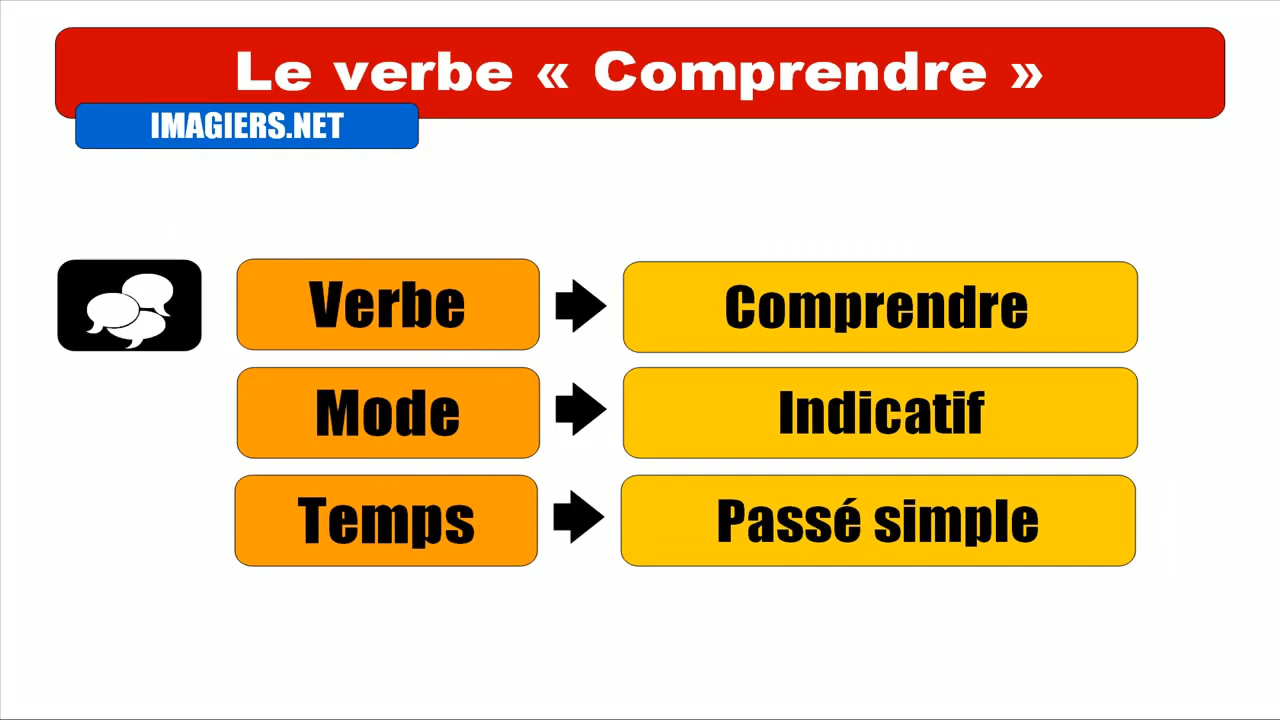 Le verbe « Comprendre »
IMAGIERS.NET
Verbe Comprendre
Mode Indicatif
Temps Passé simple